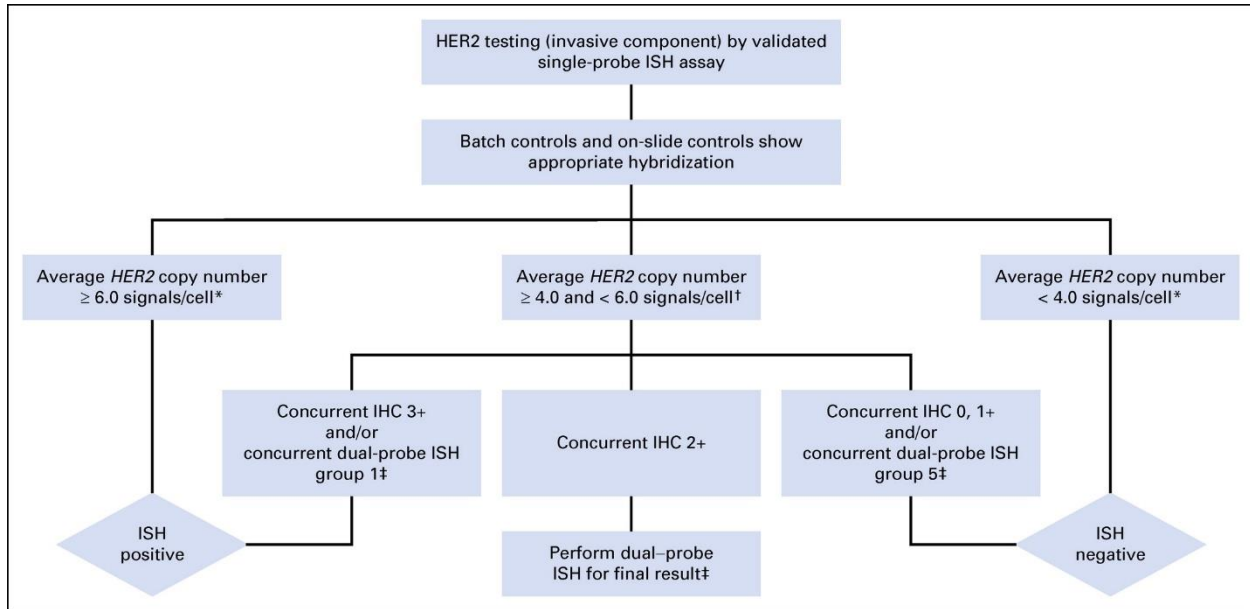 HER2 testing (invasive component) by validated
single-probe ISH assay
Batch controls and on-slide controls show
appropriate hybridization
Average HER2 copy number
≥ 6.0 signals/cell*
Average HER2 copy number
≥ 4.0 and < 6.0 signals/cell†
Average HER2 copy number
< 4.0 signals/cell*
Concurrent IHC 3+
and/or
concurrent dual-probe ISH
group 1‡
Concurrent IHC 2+
Concurrent IHC 0, 1+
and/or
concurrent dual-probe ISH
group 5‡
ISH
positive
Perform dual–probe
ISH for final result‡
ISH
negative